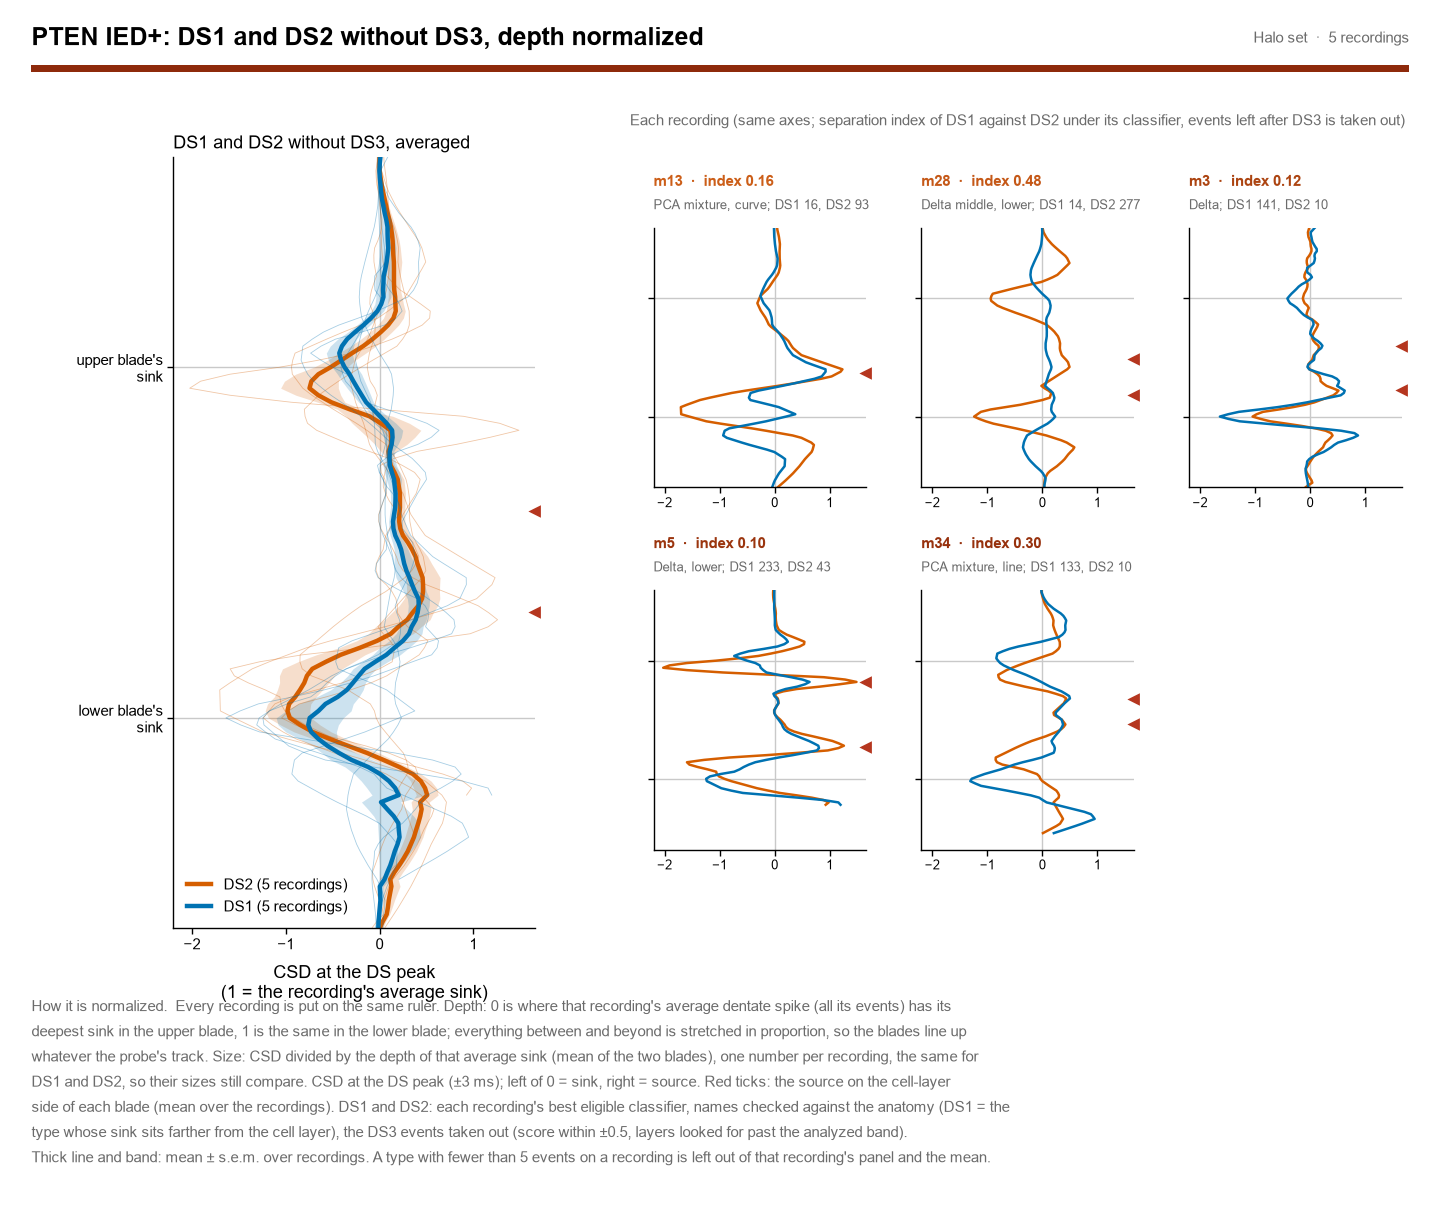 PTEN IED+: DS1 and DS2 without DS3, depth normalized
Halo set · 5 recordings
Each recording (same axes; separation index of DS1 against DS2 under its classifier, events left after DS3 is taken out)
DS1 and DS2 without DS3, averaged
upper blade's
sink
lower blade's
sink
DS2 (5 recordings)
DS1 (5 recordings)
−2 −1 0 1
CSD at the DS peak
(1 = the recording's average sink)
m13 · index 0.16
PCA mixture, curve; DS1 16, DS2 93
−2 −1 0 1
m28 · index 0.48
Delta middle, lower; DS1 14, DS2 277
−2 −1 0 1
m3 · index 0.12
Delta; DS1 141, DS2 10
−2 −1 0 1
m5 · index 0.10
Delta, lower; DS1 233, DS2 43
−2 −1 0 1
m34 · index 0.30
PCA mixture, line; DS1 133, DS2 10
−2 −1 0 1
How it is normalized. Every recording is put on the same ruler. Depth: 0 is where that recording's average dentate spike (all its events) has its
deepest sink in the upper blade, 1 is the same in the lower blade; everything between and beyond is stretched in proportion, so the blades line up
whatever the probe's track. Size: CSD divided by the depth of that average sink (mean of the two blades), one number per recording, the same for
DS1 and DS2, so their sizes still compare. CSD at the DS peak (±3 ms); left of 0 = sink, right = source. Red ticks: the source on the cell-layer
side of each blade (mean over the recordings). DS1 and DS2: each recording's best eligible classifier, names checked against the anatomy (DS1 = the
type whose sink sits farther from the cell layer), the DS3 events taken out (score within ±0.5, layers looked for past the analyzed band).
Thick line and band: mean ± s.e.m. over recordings. A type with fewer than 5 events on a recording is left out of that recording's panel and the mean.